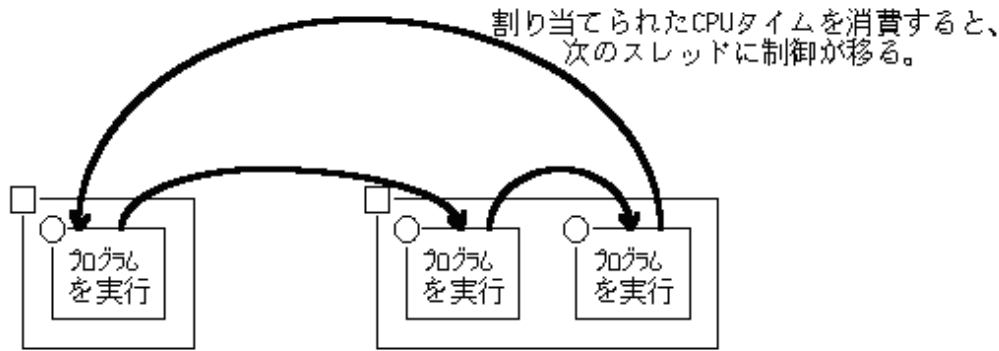 割り当てられたCPUタイムを消費すると、
次のスレッドに制御が移る。
ﾌﾟﾛｸﾞﾗﾑ
を実行
ﾌﾟﾛｸﾞﾗﾑ
を実行
ﾌﾟﾛｸﾞﾗﾑ
を実行